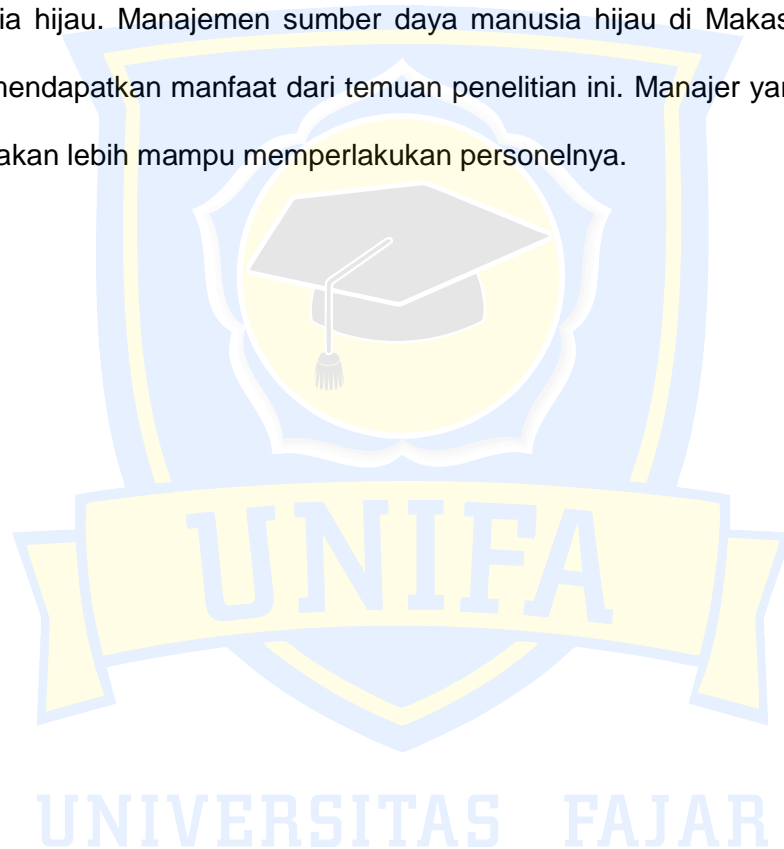 ia hijau. Manajemen sumber daya manusia hijau di Makas
mendapatkan manfaat dari temuan penelitian ini. Manajer yan
akan lebih mampu memperlakukan personelnya.
UNIFA
UNIVERSITAS FAJAR